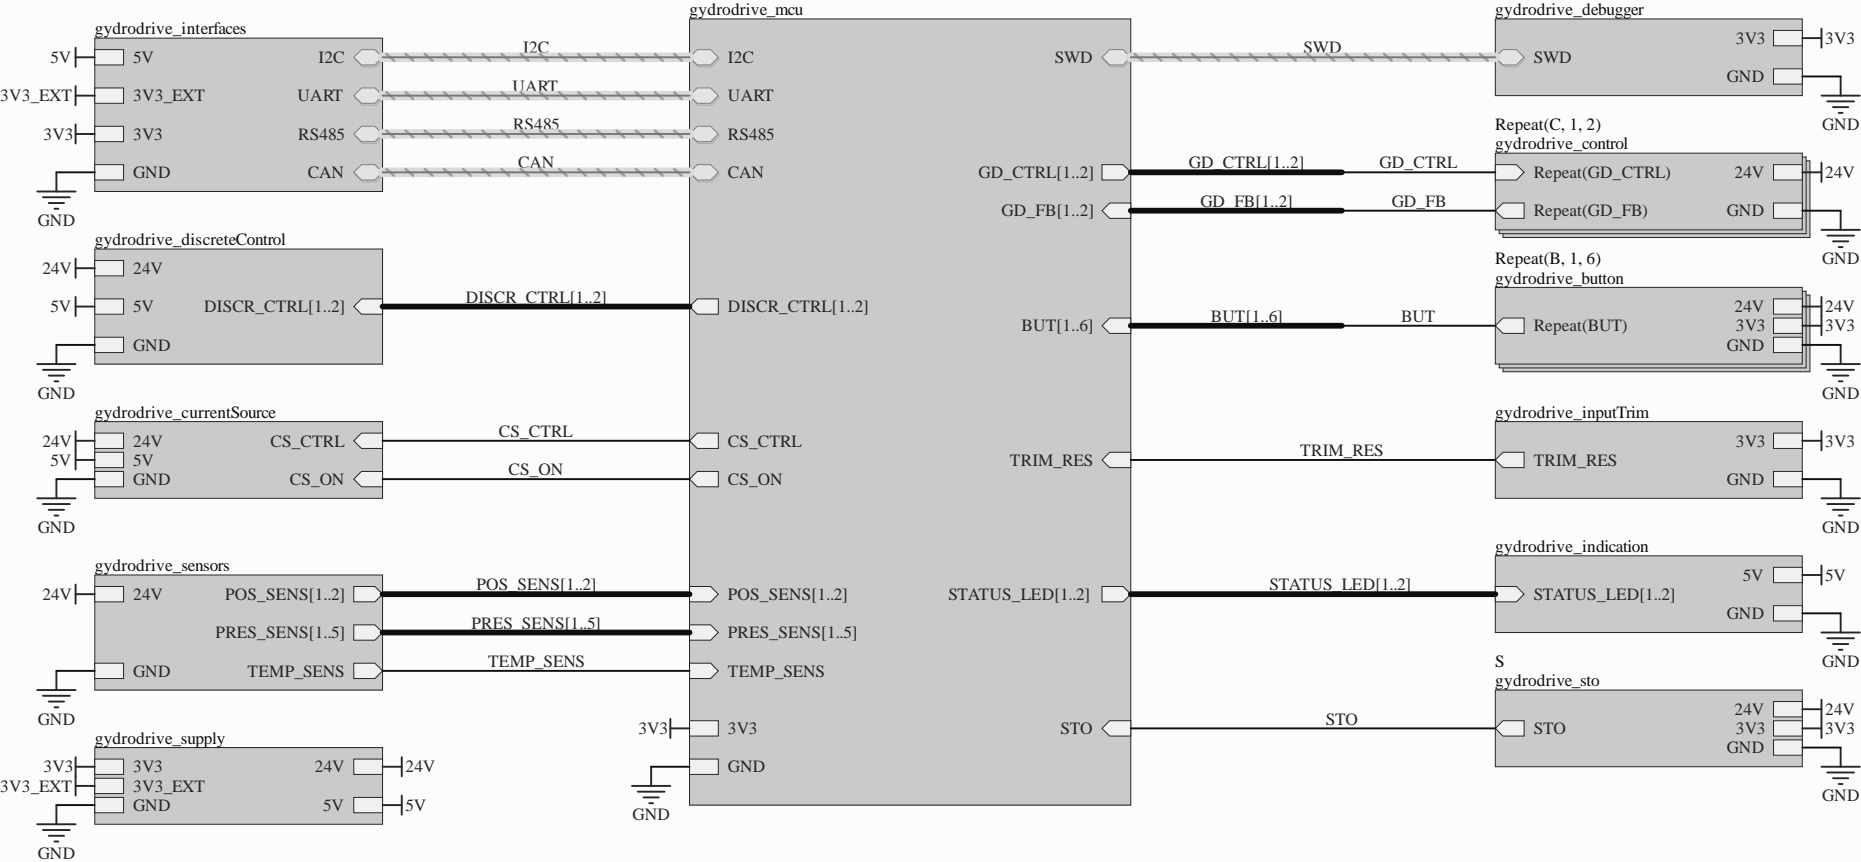 gydrodrive_interfaces
5V 5V I2C
3V3_EXT 3V3_EXT UART
3V3 3V3 RS485
GND CAN
GND
I2C
UART
RS485
CAN
gydrodrive_discreteControl
24V 24V
5V 5V DISCR_CTRL[1..2]
GND
GND
DISCR_CTRL[1..2]
gydrodrive_currentSource
24V 24V CS_CTRL
5V 5V
GND CS_ON
GND
CS_CTRL
CS_ON
gydrodrive_sensors
24V 24V POS_SENS[1..2]
PRES_SENS[1..5]
GND TEMP_SENS
GND
POS_SENS[1..2]
PRES_SENS[1..5]
TEMP_SENS
gydrodrive_supply
3V3 3V3 24V 24V
3V3_EXT 3V3_EXT
GND 5V 5V
GND
gydrodrive_mcu
I2C SWD
UART
RS485
CAN GD_CTRL[1..2]
GD_FB[1..2]
DISCR_CTRL[1..2]
BUT[1..6]
CS_CTRL
TRIM_RES
CS_ON
POS_SENS[1..2] STATUS_LED[1..2]
PRES_SENS[1..5]
TEMP_SENS
3V3 3V3 STO
GND
GND
SWD
GD_CTRL[1..2] GD_CTRL
GD_FB[1..2] GD_FB
BUT[1..6] BUT
TRIM_RES
STATUS_LED[1..2]
STO
gydrodrive_debugger
3V3 3V3
SWD
GND
GND
Repeat(C, 1, 2)
gydrodrive_control
Repeat(GD_CTRL) 24V 24V
Repeat(GD_FB) GND
GND
Repeat(B, 1, 6)
gydrodrive_button
24V 24V
Repeat(BUT) 3V3 3V3
GND
GND
gydrodrive_inputTrim
3V3 3V3
TRIM_RES
GND
GND
gydrodrive_indication
5V 5V
STATUS_LED[1..2]
GND
GND
S
gydrodrive_sto
24V 24V
STO 3V3 3V3
GND
GND